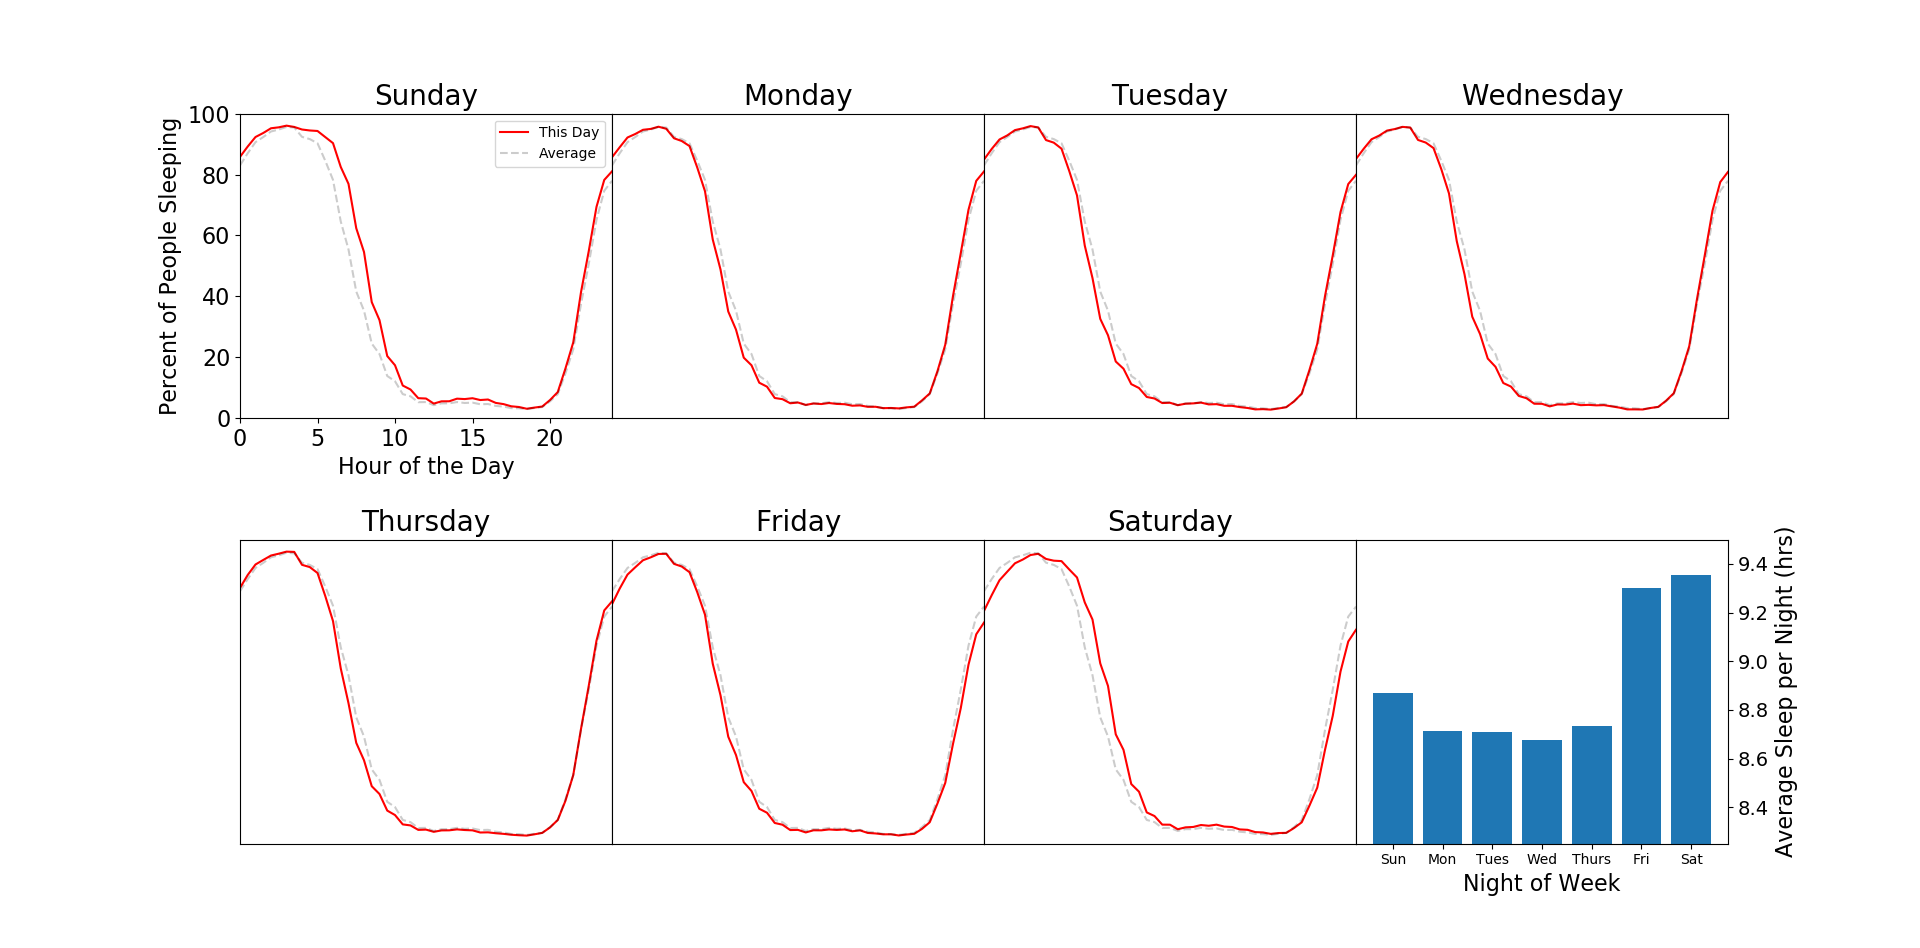 Sunday
Monday
Tuesday
Wednesday
Percent of People Sleeping
100
80
60
40
20
0
This Day
Average
0 5 10 15 20
Hour of the Day
Thursday
Friday
Saturday
9.4
9.2
9.0
8.8
8.6
8.4
Average Sleep per Night (hrs)
Sun Mon Tues Wed Thurs Fri Sat
Night of Week